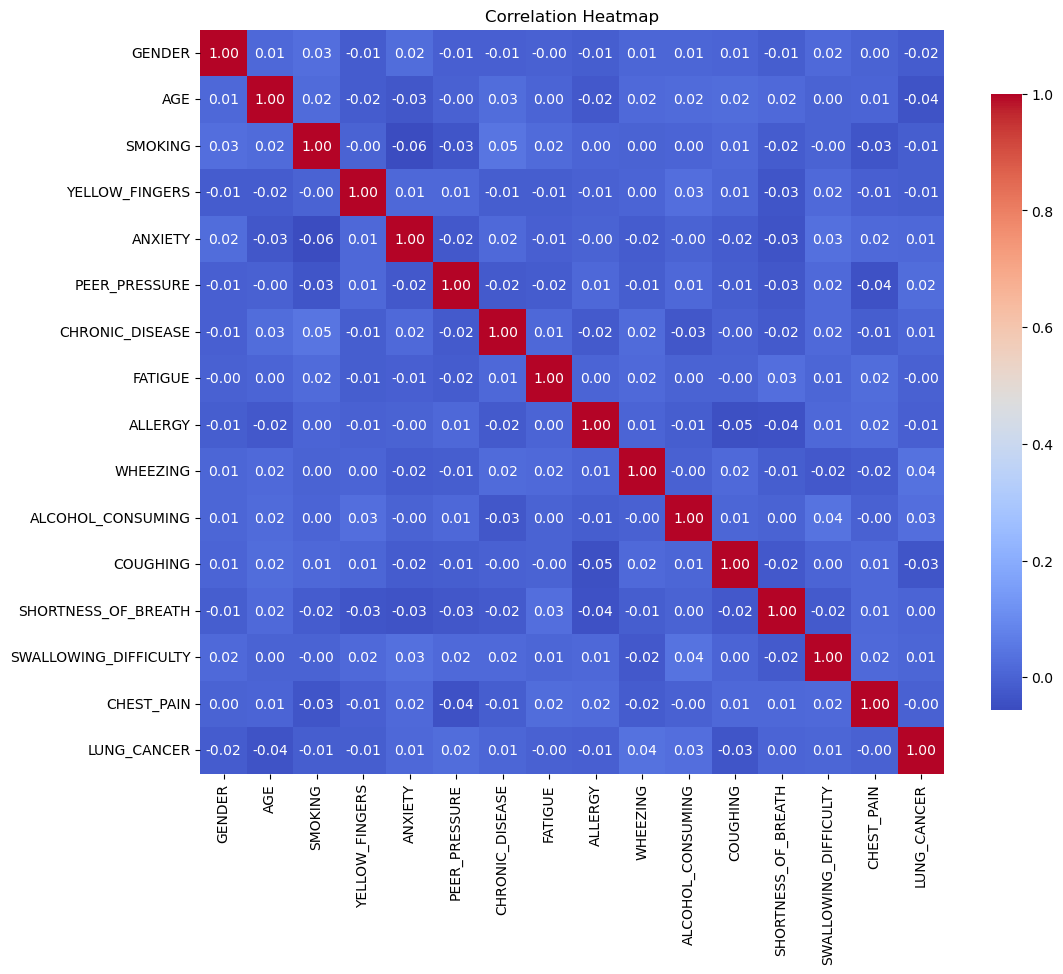 Correlation Heatmap
GENDER 1.00 0.01 0.03 -0.01 0.02 -0.01 -0.01 -0.00 -0.01 0.01 0.01 0.01 -0.01 0.02 0.00 -0.02
AGE 0.01 1.00 0.02 -0.02 -0.03 -0.00 0.03 0.00 -0.02 0.02 0.02 0.02 0.02 0.00 0.01 -0.04
SMOKING 0.03 0.02 1.00 -0.00 -0.06 -0.03 0.05 0.02 0.00 0.00 0.00 0.01 -0.02 -0.00 -0.03 -0.01
YELLOW_FINGERS -0.01 -0.02 -0.00 1.00 0.01 0.01 -0.01 -0.01 -0.01 0.00 0.03 0.01 -0.03 0.02 -0.01 -0.01
ANXIETY 0.02 -0.03 -0.06 0.01 1.00 -0.02 0.02 -0.01 -0.00 -0.02 -0.00 -0.02 -0.03 0.03 0.02 0.01
PEER_PRESSURE -0.01 -0.00 -0.03 0.01 -0.02 1.00 -0.02 -0.02 0.01 -0.01 0.01 -0.01 -0.03 0.02 -0.04 0.02
CHRONIC_DISEASE -0.01 0.03 0.05 -0.01 0.02 -0.02 1.00 0.01 -0.02 0.02 -0.03 -0.00 -0.02 0.02 -0.01 0.01
FATIGUE -0.00 0.00 0.02 -0.01 -0.01 -0.02 0.01 1.00 0.00 0.02 0.00 -0.00 0.03 0.01 0.02 -0.00
ALLERGY -0.01 -0.02 0.00 -0.01 -0.00 0.01 -0.02 0.00 1.00 0.01 -0.01 -0.05 -0.04 0.01 0.02 -0.01
WHEEZING 0.01 0.02 0.00 0.00 -0.02 -0.01 0.02 0.02 0.01 1.00 -0.00 0.02 -0.01 -0.02 -0.02 0.04
ALCOHOL_CONSUMING 0.01 0.02 0.00 0.03 -0.00 0.01 -0.03 0.00 -0.01 -0.00 1.00 0.01 0.00 0.04 -0.00 0.03
COUGHING 0.01 0.02 0.01 0.01 -0.02 -0.01 -0.00 -0.00 -0.05 0.02 0.01 1.00 -0.02 0.00 0.01 -0.03
SHORTNESS_OF_BREATH -0.01 0.02 -0.02 -0.03 -0.03 -0.03 -0.02 0.03 -0.04 -0.01 0.00 -0.02 1.00 -0.02 0.01 0.00
SWALLOWING_DIFFICULTY 0.02 0.00 -0.00 0.02 0.03 0.02 0.02 0.01 0.01 -0.02 0.04 0.00 -0.02 1.00 0.02 0.01
CHEST_PAIN 0.00 0.01 -0.03 -0.01 0.02 -0.04 -0.01 0.02 0.02 -0.02 -0.00 0.01 0.01 0.02 1.00 -0.00
LUNG_CANCER -0.02 -0.04 -0.01 -0.01 0.01 0.02 0.01 -0.00 -0.01 0.04 0.03 -0.03 0.00 0.01 -0.00 1.00
GENDER
AGE
SMOKING
YELLOW_FINGERS
ANXIETY
PEER_PRESSURE
CHRONIC_DISEASE
FATIGUE
ALLERGY
WHEEZING
ALCOHOL_CONSUMING
COUGHING
SHORTNESS_OF_BREATH
SWALLOWING_DIFFICULTY
CHEST_PAIN
LUNG_CANCER
1.0
0.8
0.6
0.4
0.2
0.0